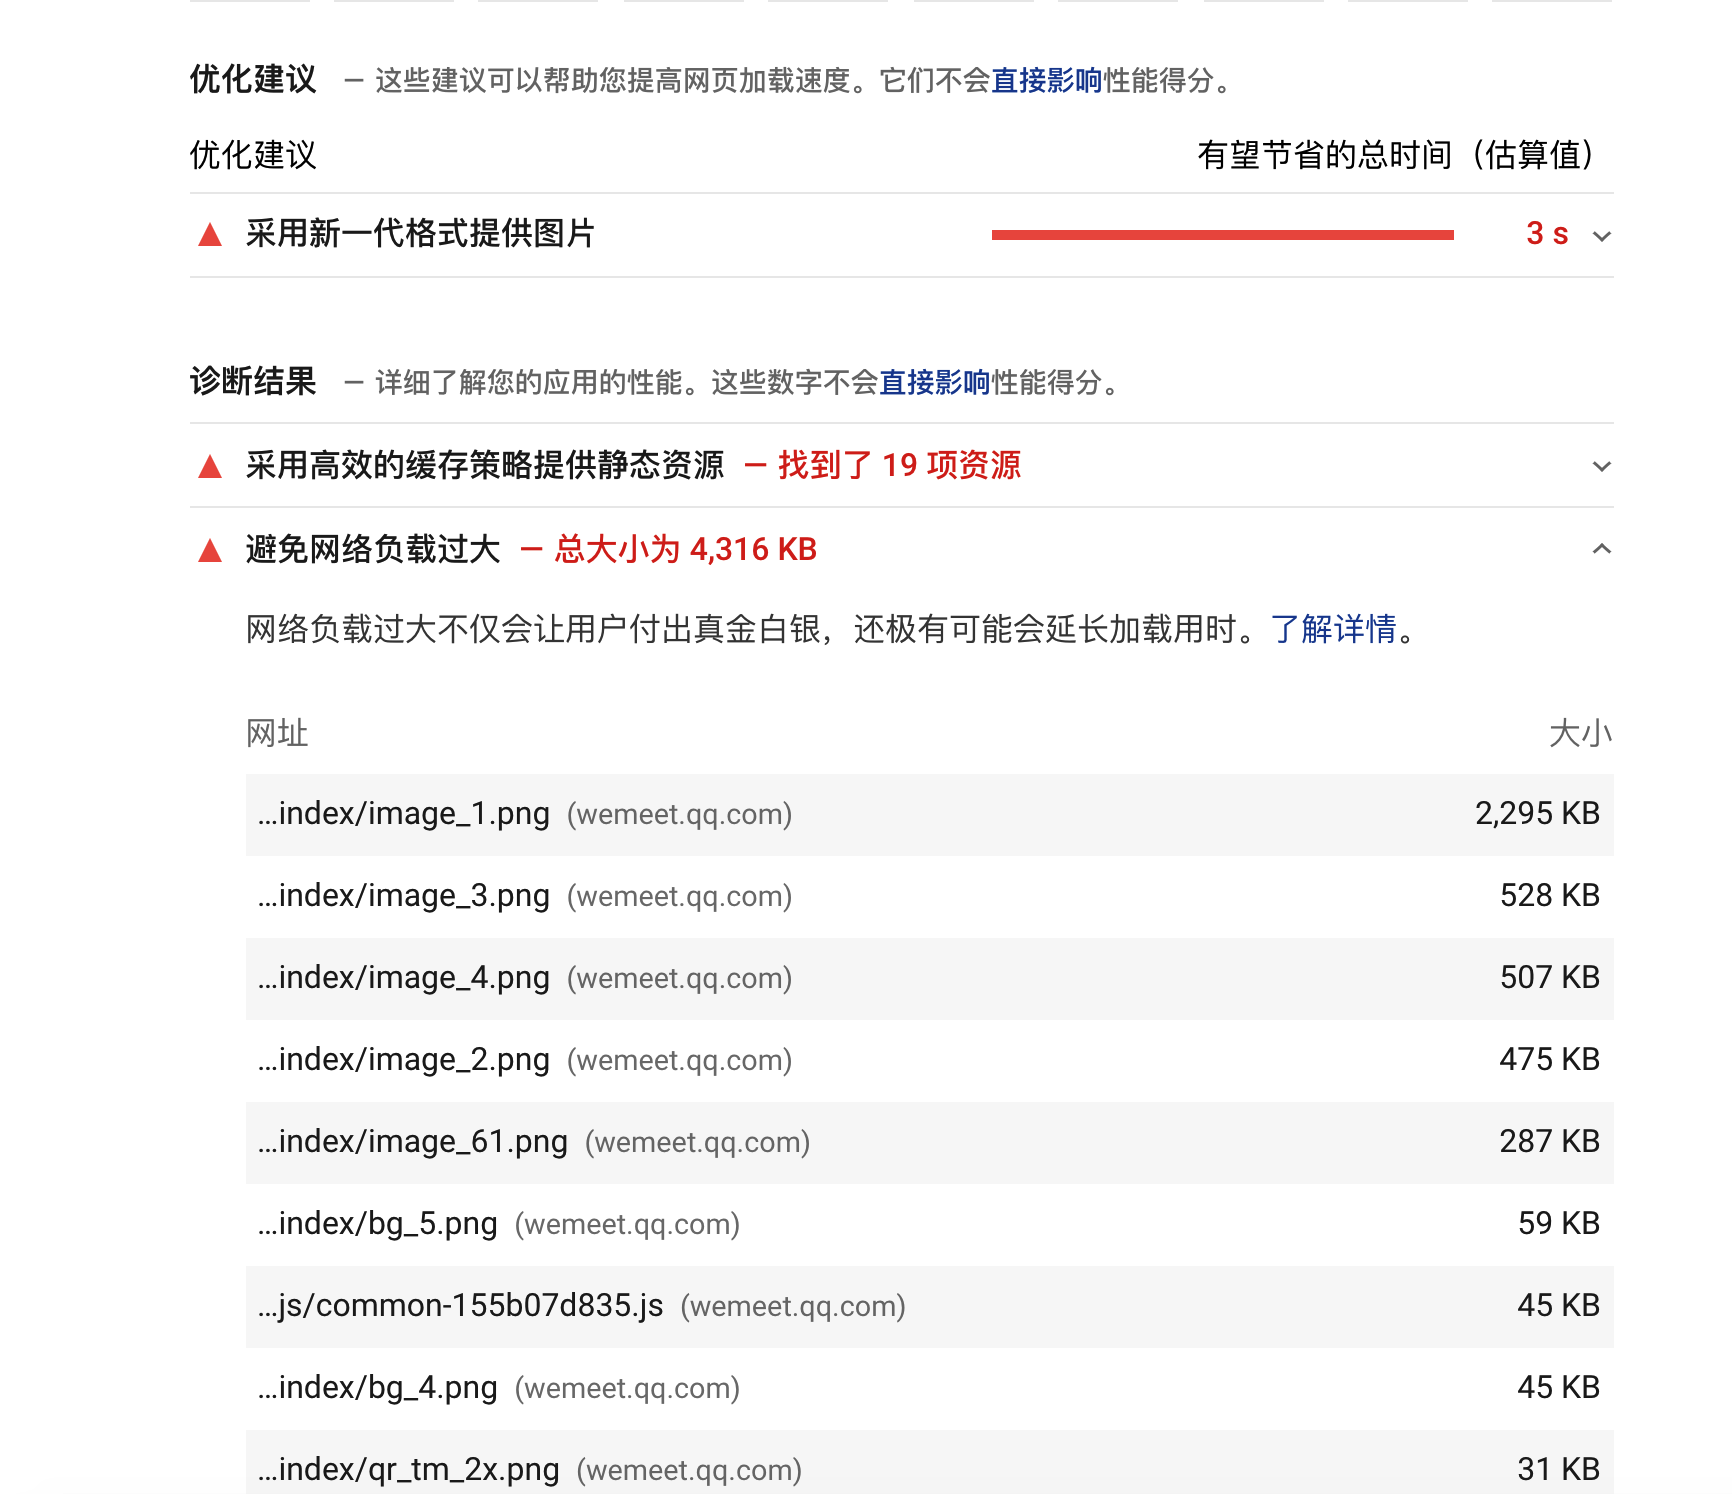 优化建议 — 这些建议可以帮助您提高网页加载速度。它们不会直接影响性能得分。
优化建议 有望节省的总时间（估算值）
采用新一代格式提供图片 3 s
诊断结果 — 详细了解您的应用的性能。这些数字不会直接影响性能得分。
采用高效的缓存策略提供静态资源 — 找到了 19 项资源
避免网络负载过大 — 总大小为 4,316 KB
网络负载过大不仅会让用户付出真金白银，还极有可能会延长加载用时。了解详情。
网址 大小
…index/image_1.png (wemeet.qq.com) 2,295 KB
…index/image_3.png (wemeet.qq.com) 528 KB
…index/image_4.png (wemeet.qq.com) 507 KB
…index/image_2.png (wemeet.qq.com) 475 KB
…index/image_61.png (wemeet.qq.com) 287 KB
…index/bg_5.png (wemeet.qq.com) 59 KB
…js/common-155b07d835.js (wemeet.qq.com) 45 KB
…index/bg_4.png (wemeet.qq.com) 45 KB
…index/qr_tm_2x.png (wemeet.qq.com) 31 KB